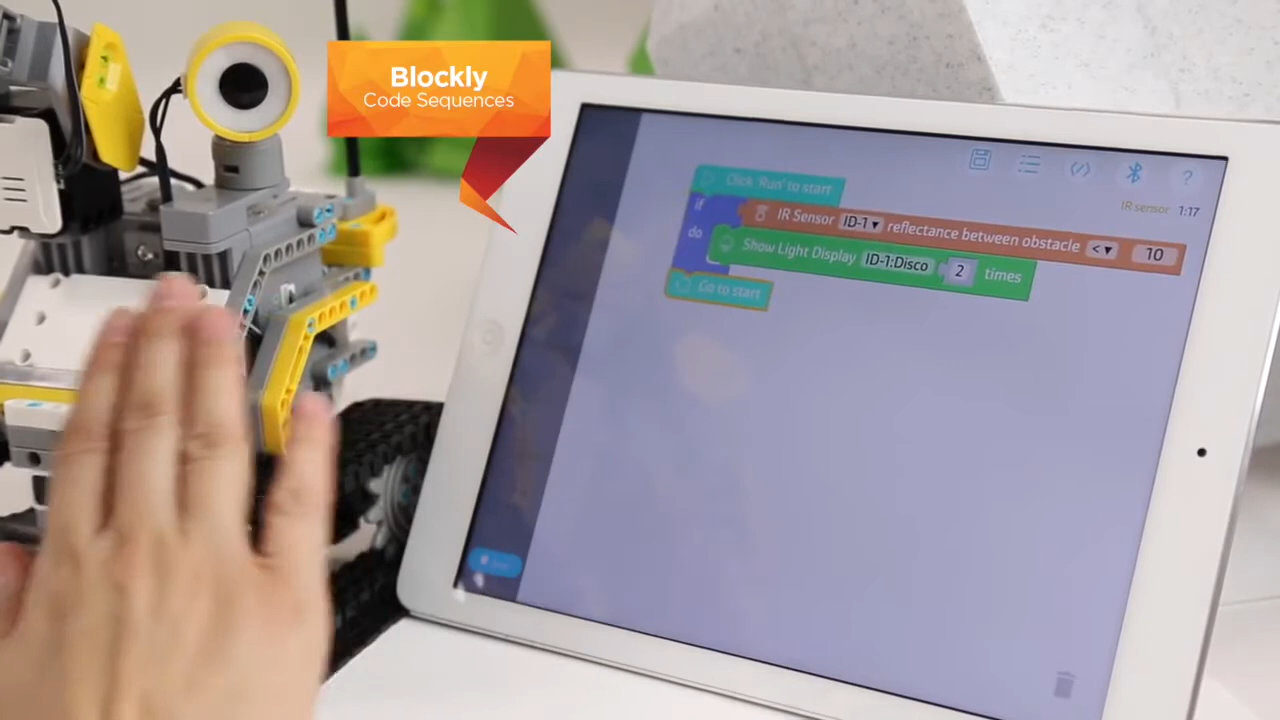 Blockly
Code Sequences
?
IR sensor 1:17
Click 'Run' to start
if IR Sensor ID-1▾ reflectance between obstacle <▾ 10
do Show Light Display ID-1:Disco 2 times
Go to start